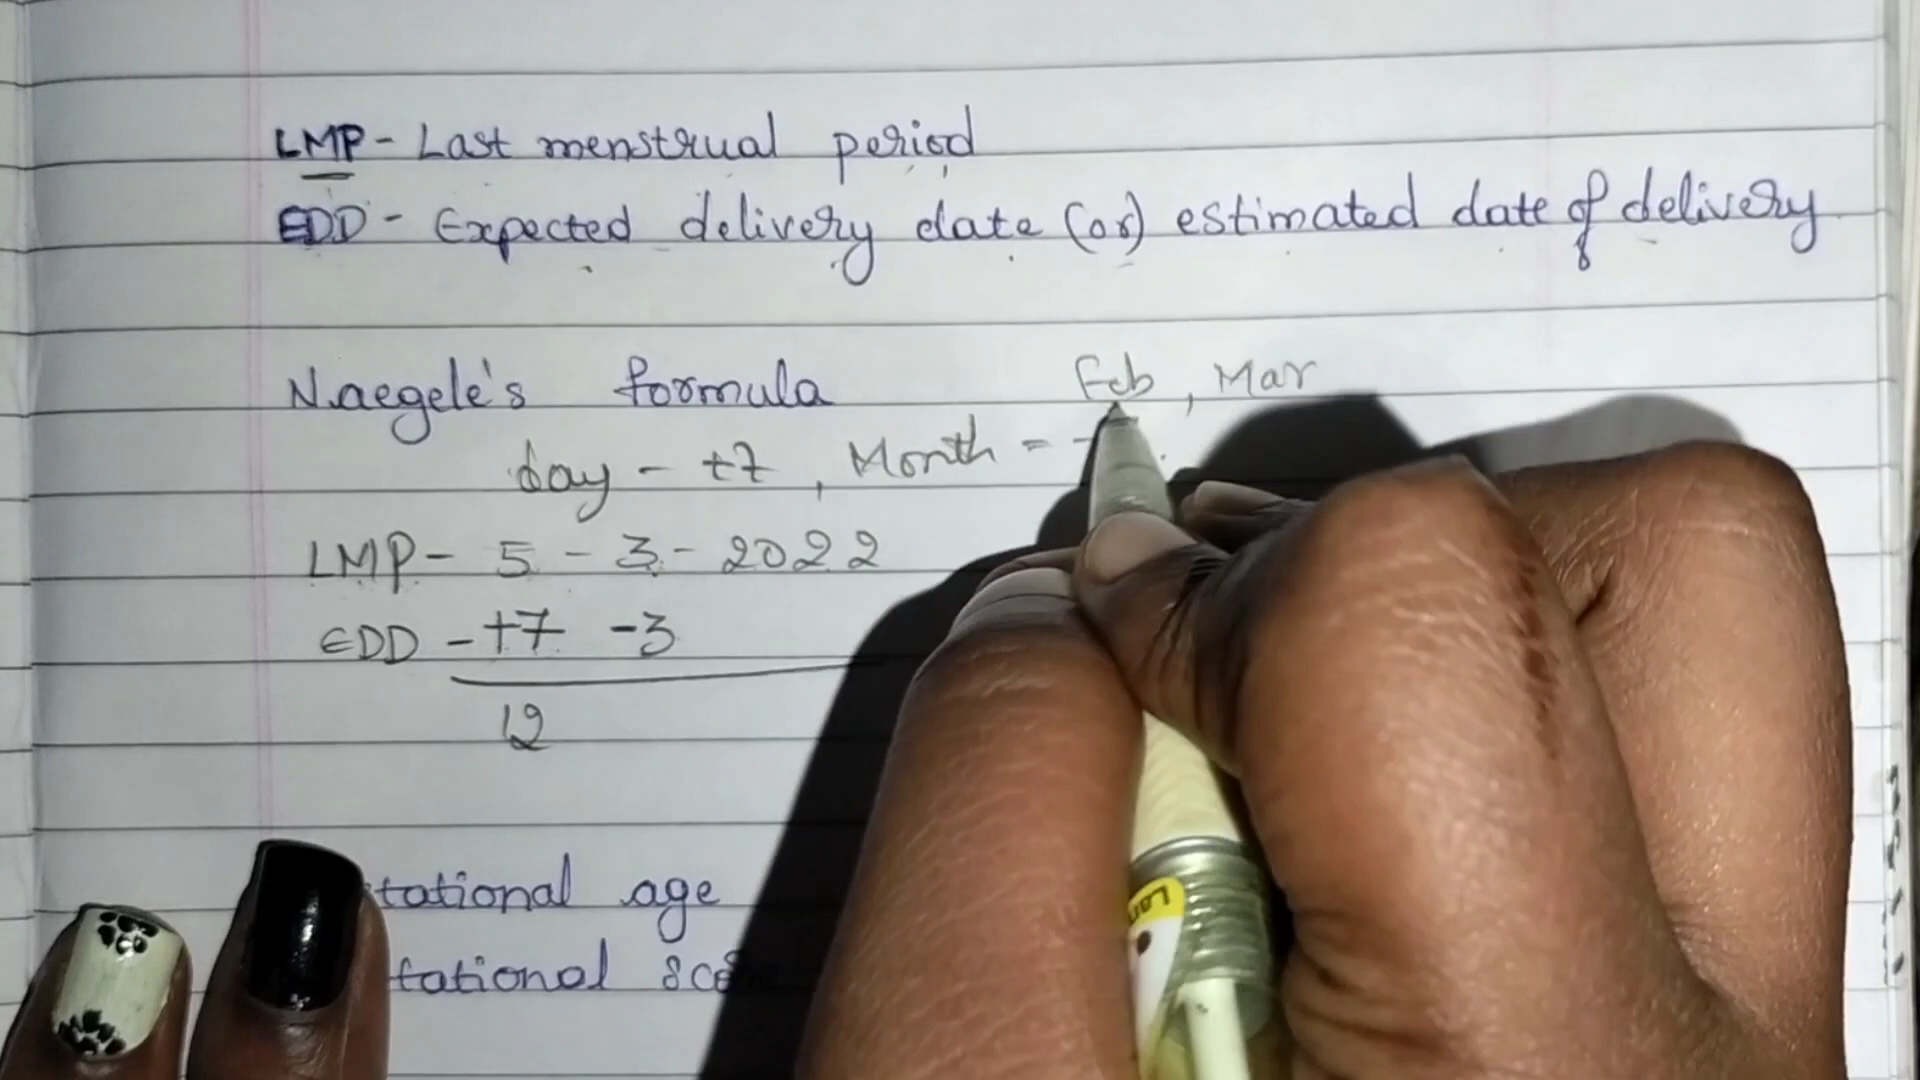 LMP - Last menstrual period
EDD - Expected delivery date (or) estimated date of delivery
Feb, Mar
Naegele's formula
day - +7, Month = -
LMP - 5 - 3 - 2022
EDD - +7 -3
12
tational age
tational